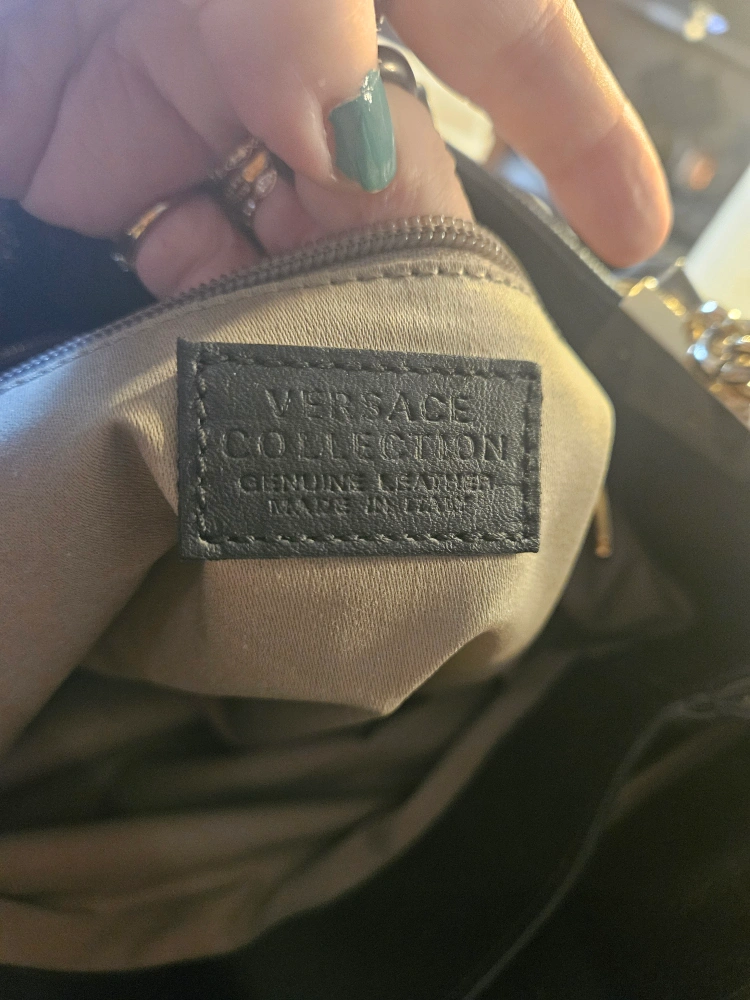 VERSACE
COLLECTION
GENUINE LEATHER
MADE IN ITALY